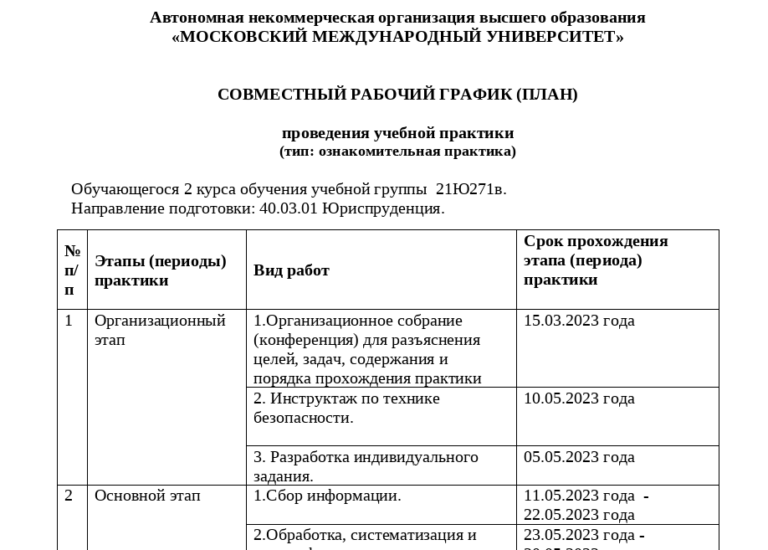 Автономная некоммерческая организация высшего образования
«МОСКОВСКИЙ МЕЖДУНАРОДНЫЙ УНИВЕРСИТЕТ»
СОВМЕСТНЫЙ РАБОЧИЙ ГРАФИК (ПЛАН)
проведения учебной практики
(тип: ознакомительная практика)
Обучающегося 2 курса обучения учебной группы 21Ю271в.
Направление подготовки: 40.03.01 Юриспруденция.
№
п/
п
Этапы (периоды)
практики
Вид работ
Срок прохождения
этапа (периода)
практики
1
Организационный
этап
1.Организационное собрание
(конференция) для разъяснения
целей, задач, содержания и
порядка прохождения практики
15.03.2023 года
2. Инструктаж по технике
безопасности.
10.05.2023 года
3. Разработка индивидуального
задания.
05.05.2023 года
2
Основной этап
1.Сбор информации.
11.05.2023 года -
22.05.2023 года
2.Обработка, систематизация и
23.05.2023 года -